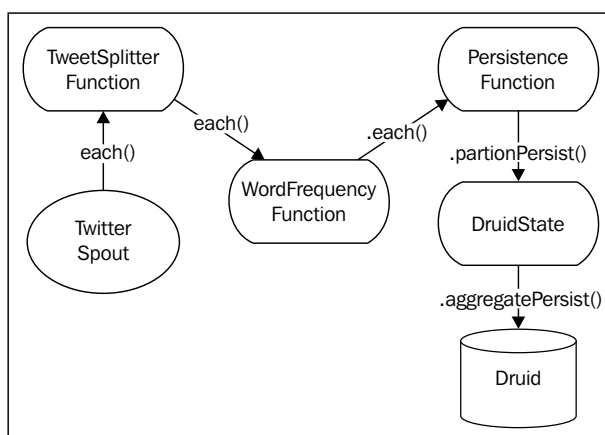 TweetSplitter
Function
each()
Twitter
Spout
each()
WordFrequency
Function
.each()
Persistence
Function
.partionPersist()
DruidState
.aggregatePersist()
Druid